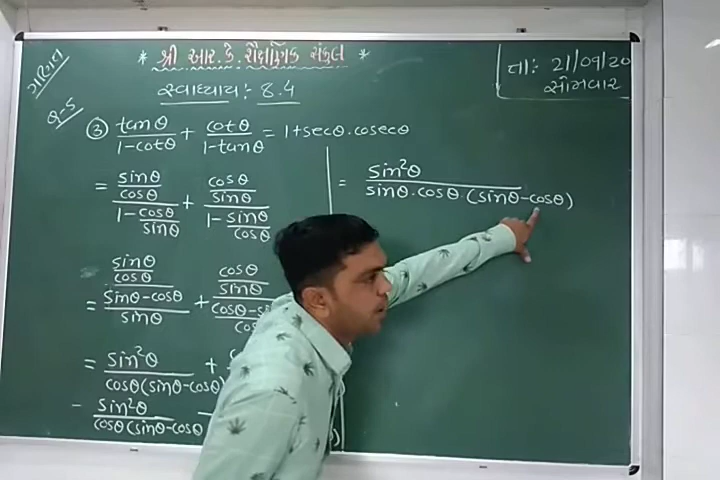 * શ્રી આર. કે. શૈક્ષણિક સંકુલ *
તા: 21/09/20
સોમવાર
ગણિત
સ્વાધ્યાય: 8.4
Q-5
③ tanθ/1-cotθ + cotθ/1-tanθ = 1+secθ.cosecθ
= sinθ/cosθ / 1-cosθ/sinθ + cosθ/sinθ / 1-sinθ/cosθ
= sinθ/cosθ / sinθ-cosθ/sinθ + cosθ/sinθ / cosθ-si
= sin²θ/cosθ(sinθ-cosθ) +
- sin²θ/cosθ(sinθ-cosθ -
= sin²θ/sinθ.cosθ.(sinθ-cosθ)